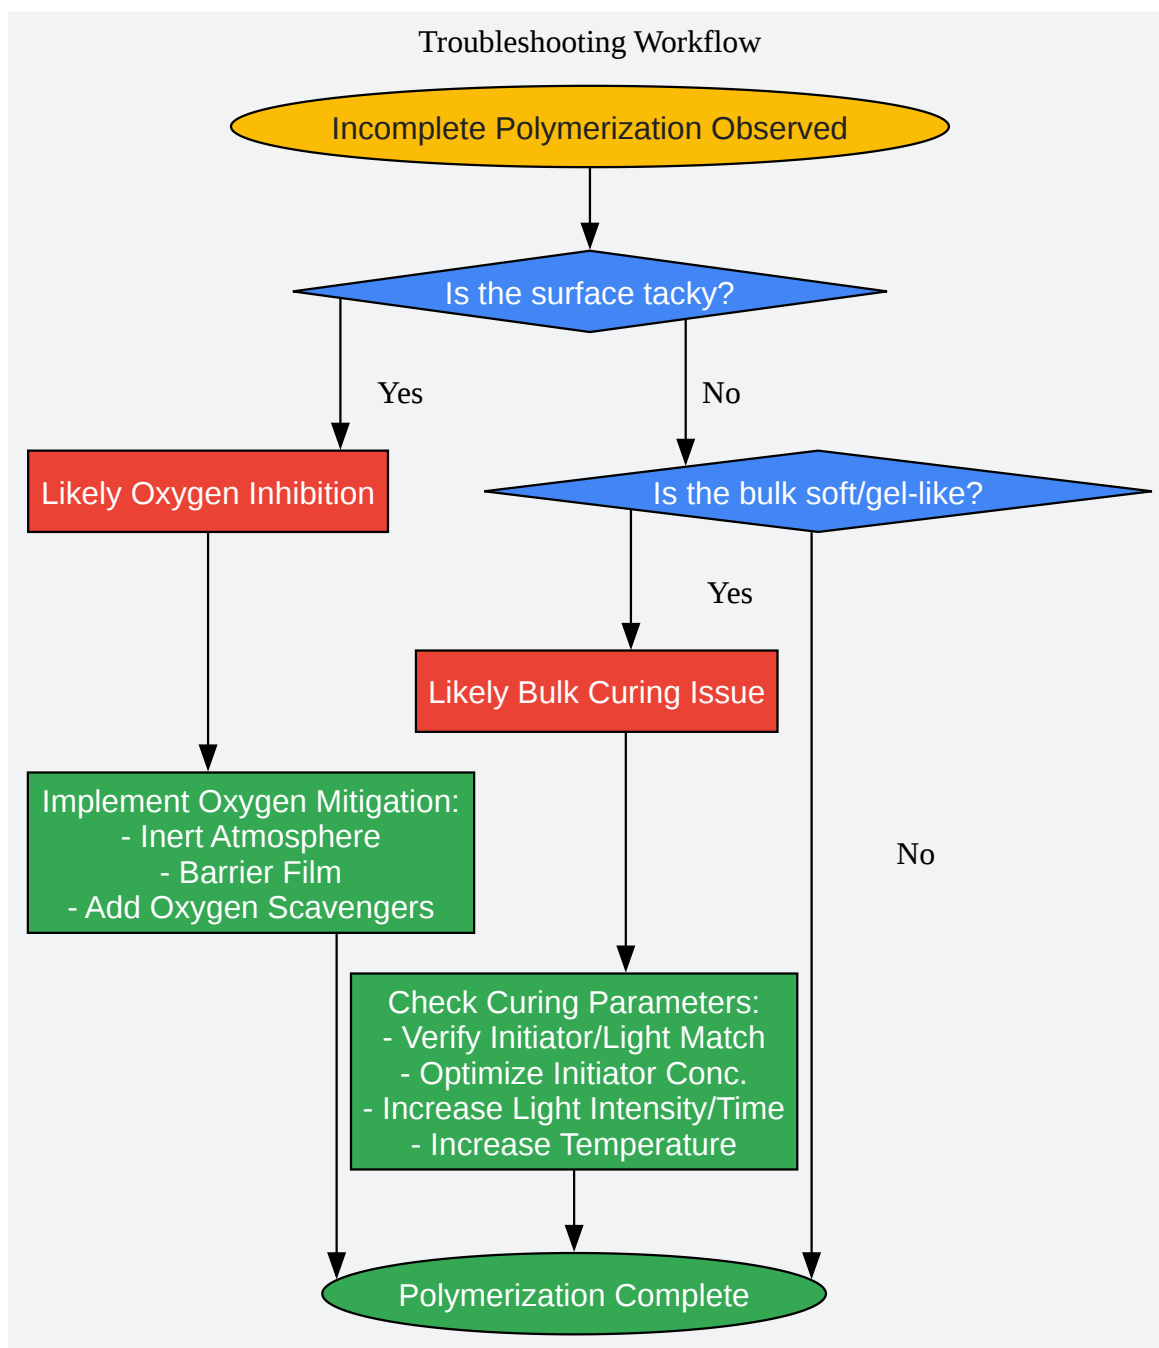 Troubleshooting Workflow
Incomplete Polymerization Observed
Is the surface tacky?
Yes
No
Likely Oxygen Inhibition
Is the bulk soft/gel-like?
Yes
Likely Bulk Curing Issue
Implement Oxygen Mitigation:
- Inert Atmosphere
- Barrier Film
- Add Oxygen Scavengers
No
Check Curing Parameters:
- Verify Initiator/Light Match
- Optimize Initiator Conc.
- Increase Light Intensity/Time
- Increase Temperature
Polymerization Complete